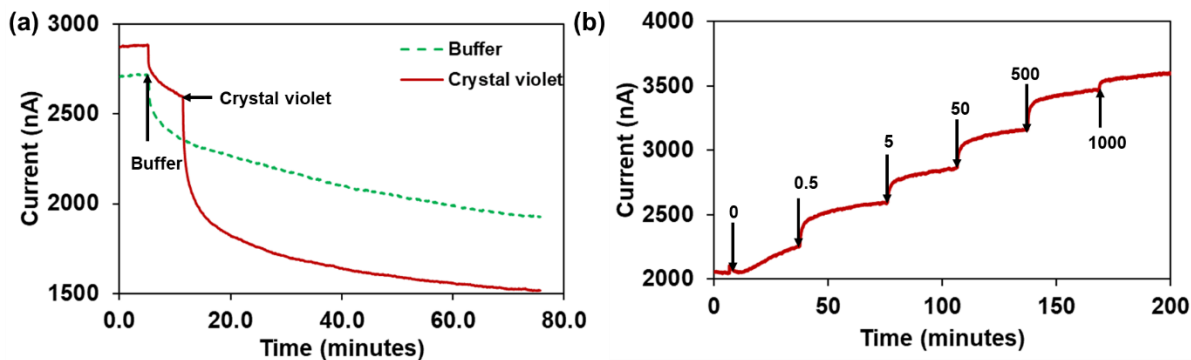 (a)
3000
2500
2000
1500
Current (nA)
Buffer
Crystal violet
Crystal violet
Buffer
0.0
20.0
40.0
60.0
80.0
Time (minutes)
(b)
4000
3500
3000
2500
2000
Current (nA)
0
0.5
5
50
500
1000
0
50
100
150
200
Time (minutes)